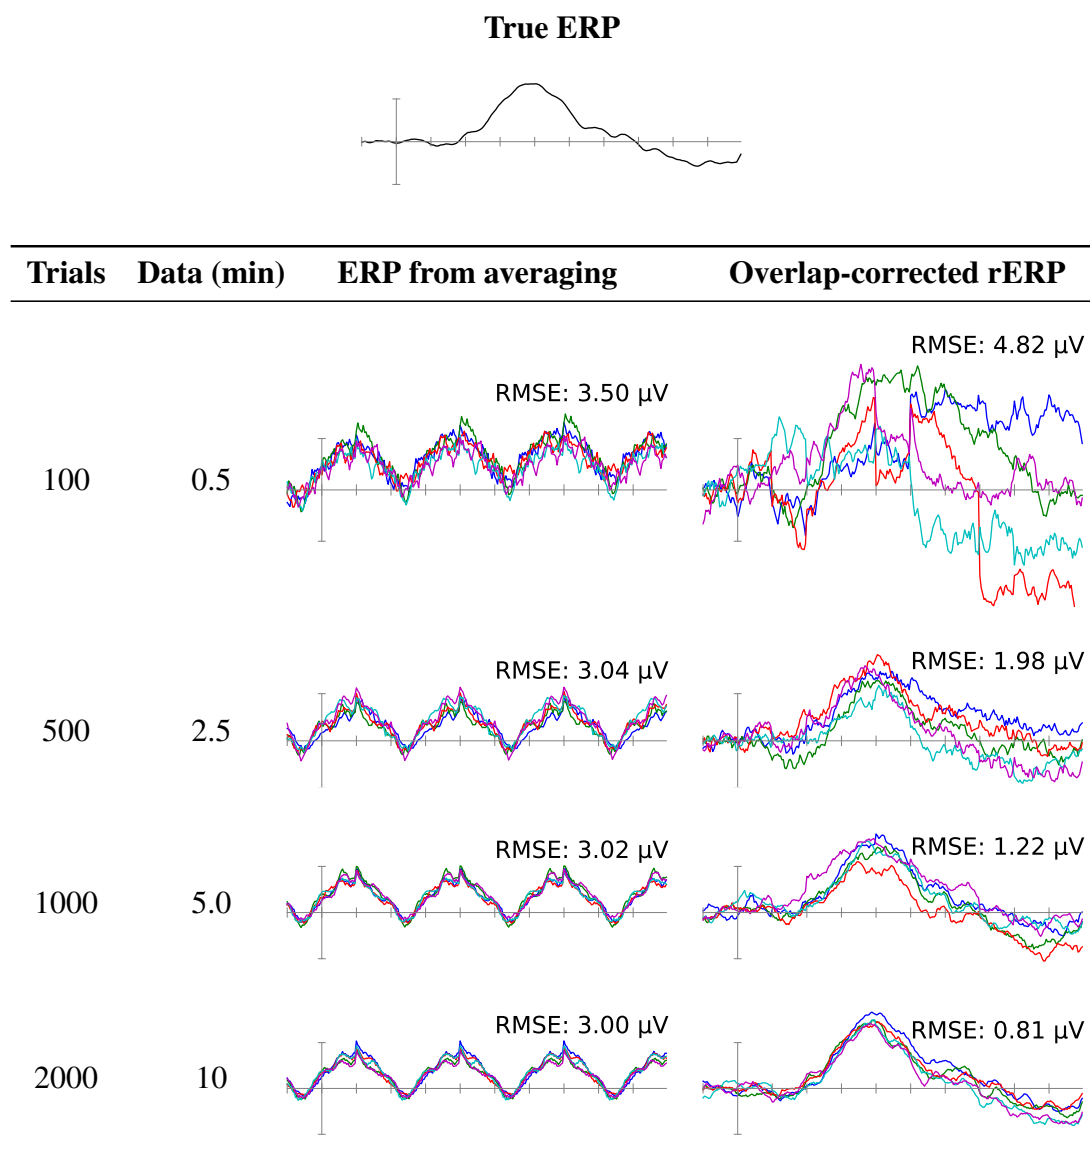 True ERP
Trials Data (min) ERP from averaging Overlap-corrected rERP
RMSE: 4.82 µV
RMSE: 3.50 µV
100 0.5
RMSE: 1.98 µV
RMSE: 3.04 µV
500 2.5
RMSE: 3.02 µV RMSE: 1.22 µV
1000 5.0
RMSE: 3.00 µV RMSE: 0.81 µV
2000 10